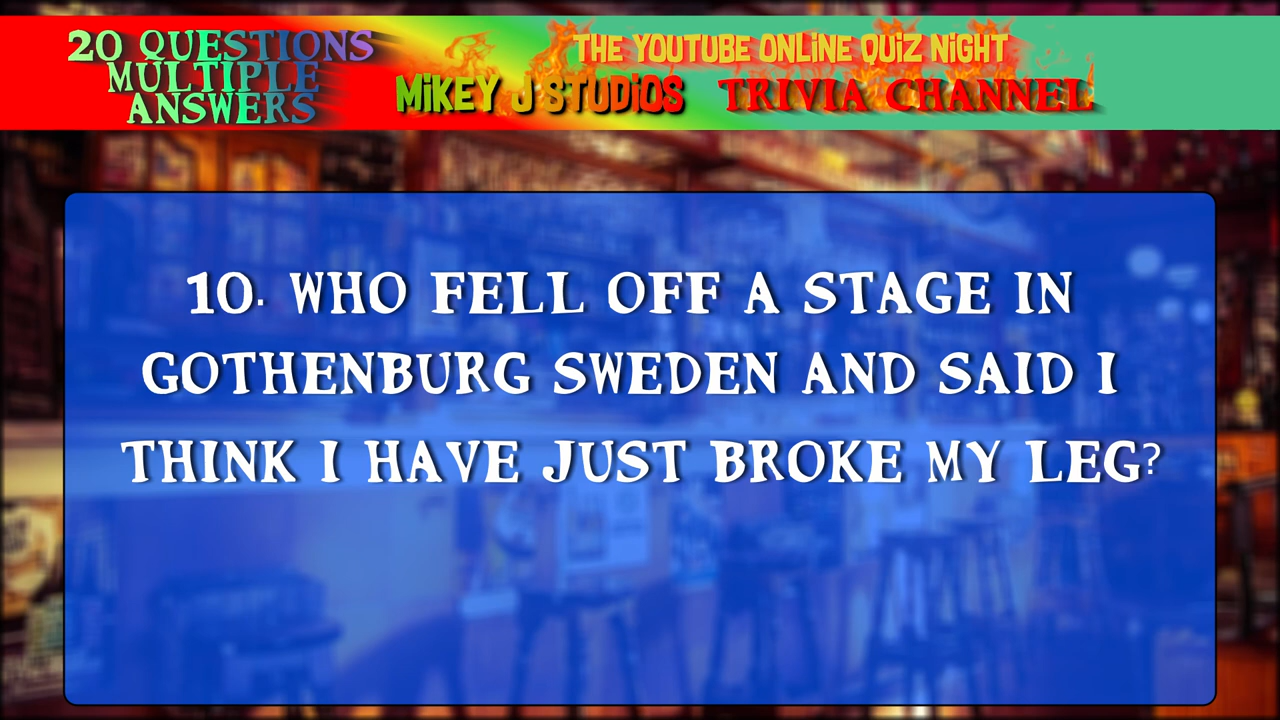 20 QUESTIONS
MULTIPLE
ANSWERS
THE YOUTUBE ONLINE QUIZ NIGHT
MIKEY J STUDIOS TRIVIA CHANNEL
10. WHO FELL OFF A STAGE IN
GOTHENBURG SWEDEN AND SAID I
THINK I HAVE JUST BROKE MY LEG?